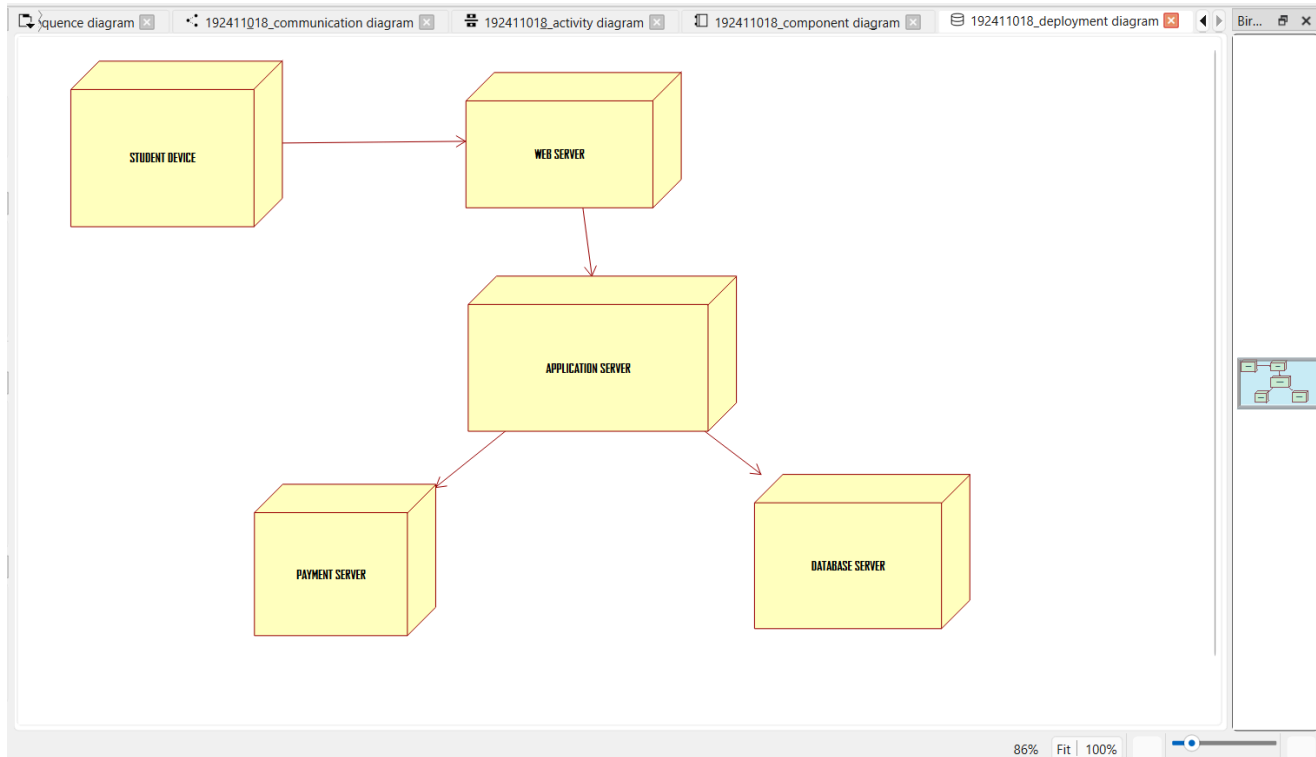 quence diagram
192411018_communication diagram
192411018_activity diagram
192411018_component diagram
192411018_deployment diagram
Bir...
STUDENT DEVICE
WEB SERVER
APPLICATION SERVER
PAYMENT SERVER
DATABASE SERVER
86% Fit 100%